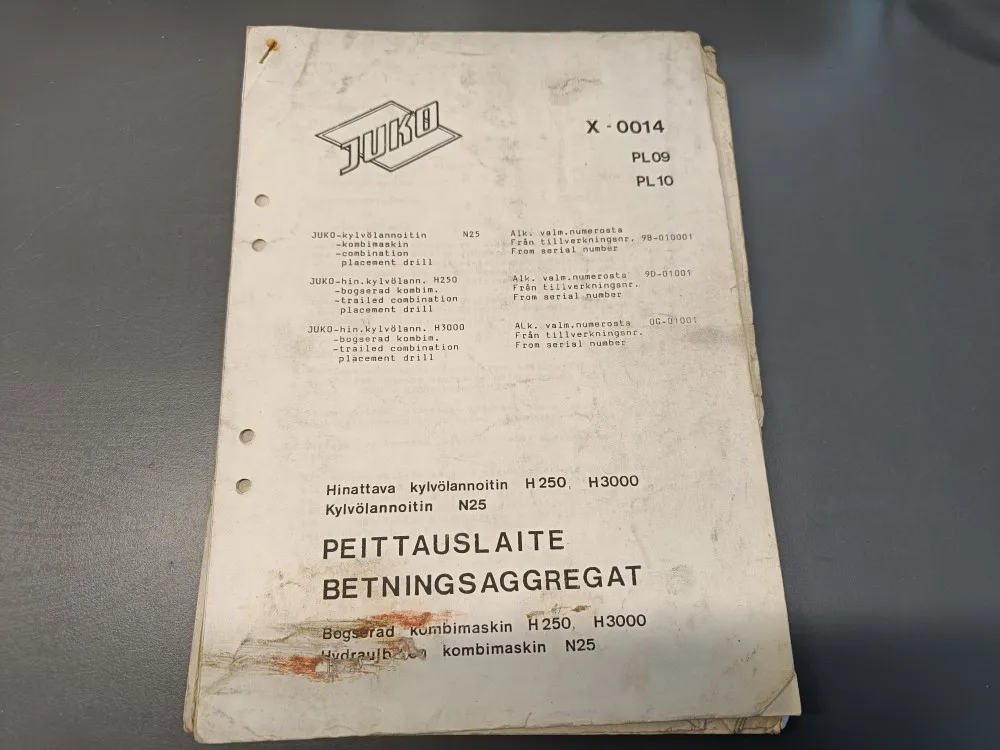 JUKO
X - 0014
PL09
PL10
JUKO-kylvölannoitin N25
-kombimaskin
-combination
placement drill
Alk. valm.numerosta
Från tillverkningsnr. 9B-010001
From serial number
JUKO-hin.kylvölann. H250
-bogserad kombim.
-trailed combination
placement drill
Alk. valm.numerosta 9D-01001
Från tillverkningsnr.
From serial number
JUKO-hin.kylvölann. H3000
-bogserad kombim.
-trailed combination
placement drill
Alk. valm.numerosta 0G-01001
Från tillverkningsnr.
From serial number
Hinattava kylvölannoitin H250, H3000
Kylvölannoitin N25
PEITTAUSLAITE
BETNINGSAGGREGAT
Bogserad kombimaskin H250, H3000
kombimaskin N25